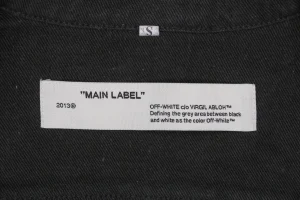 S
"MAIN LABEL"
2013®
OFF-WHITE c/o VIRGIL ABLOH™
Defining the grey area between black
and white as the color Off-White™